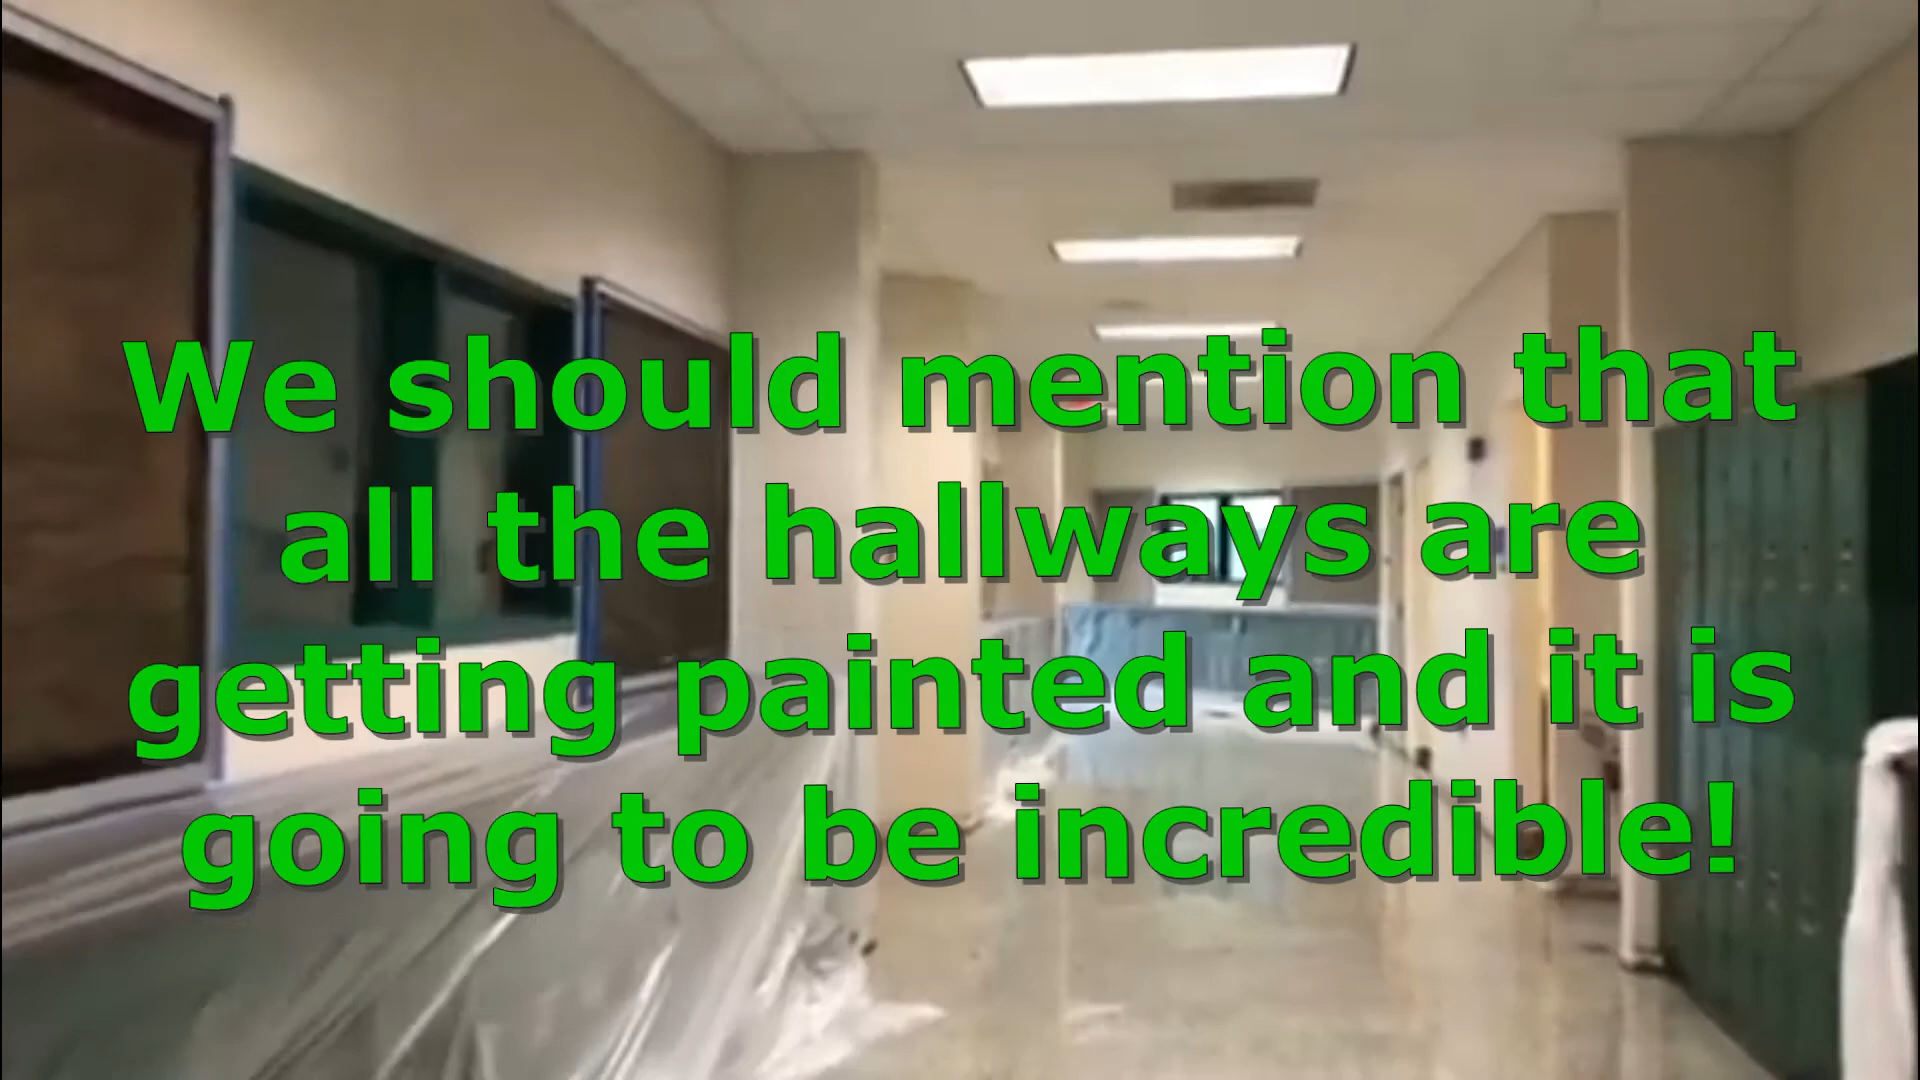 We should mention that
all the hallways are
getting painted and it is
going to be incredible!